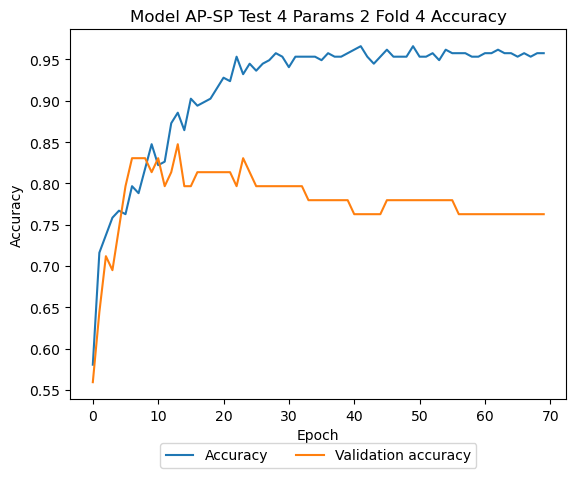 Model AP-SP Test 4 Params 2 Fold 4 Accuracy
Accuracy
0.95
0.90
0.85
0.80
0.75
0.70
0.65
0.60
0.55
0 10 20 30 40 50 60 70
Epoch
Accuracy Validation accuracy